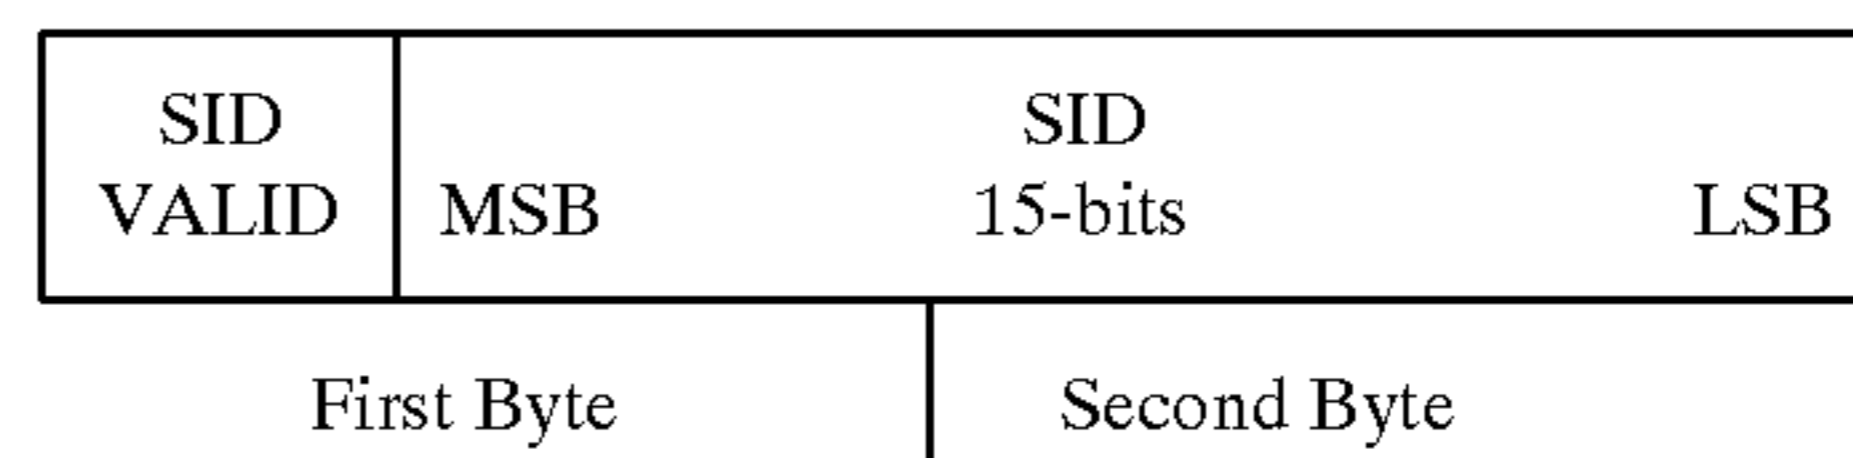 SID
VALID
SID
MSB 15-bits LSB
First Byte Second Byte